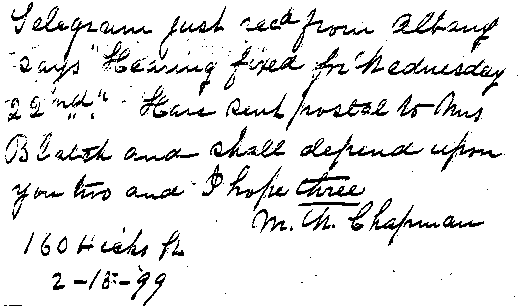 Telegram just recd from Albany
says "Hearing fixed for Wednesday
22nd." Have sent postal to Mrs
Blatch and shall depend upon
you two and I hope three
M. M. Chapman
160 Hicks St
2-18-99